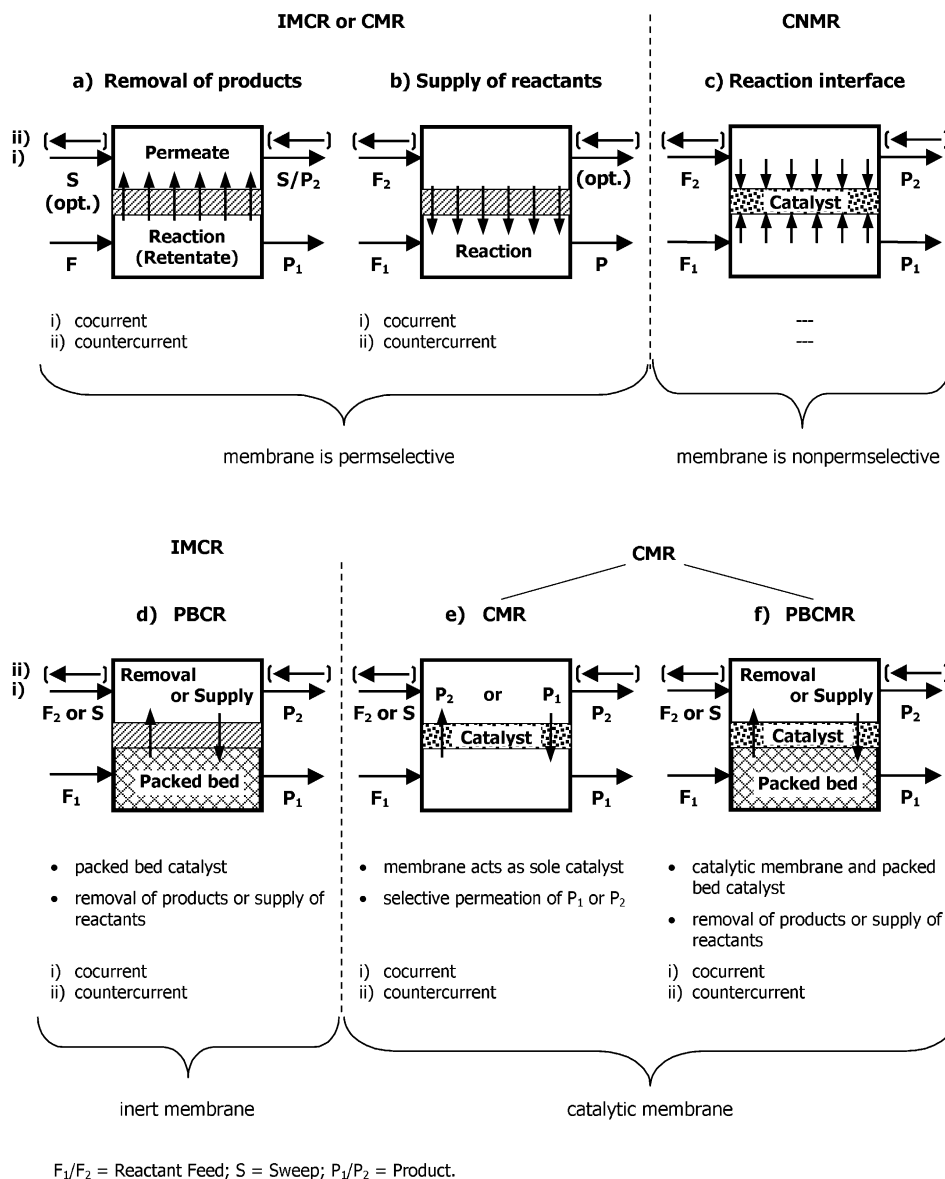 IMCR or CMR
CNMR
a) Removal of products
b) Supply of reactants
c) Reaction interface
ii)
i)
Permeate
S
(opt.)
S/P₂
Reaction
(Retentate)
F
P₁
F₂
(opt.)
Reaction
F₁
P
F₂
P₂
Catalyst
F₁
P₁
i) cocurrent
ii) countercurrent
i) cocurrent
ii) countercurrent
---
---
membrane is permselective
membrane is nonpermselective
IMCR
CMR
d) PBCR
e) CMR
f) PBCMR
ii)
i)
Removal
or Supply
F₂ or S
P₂
Packed bed
F₁
P₁
P₂ or P₁
F₂ or S
P₂
Catalyst
F₁
P₁
Removal
or Supply
F₂ or S
P₂
Catalyst
Packed bed
F₁
P₁
• packed bed catalyst
• removal of products or supply of
reactants
i) cocurrent
ii) countercurrent
• membrane acts as sole catalyst
• selective permeation of P₁ or P₂
i) cocurrent
ii) countercurrent
• catalytic membrane and packed
bed catalyst
• removal of products or supply of
reactants
i) cocurrent
ii) countercurrent
inert membrane
catalytic membrane
F₁/F₂ = Reactant Feed; S = Sweep; P₁/P₂ = Product.